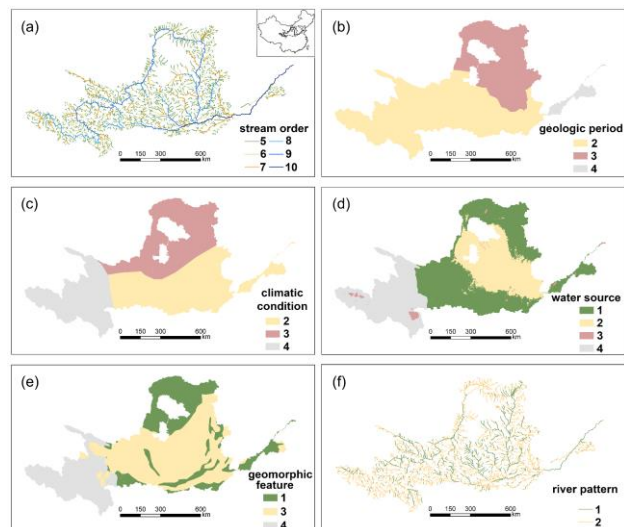 (a)
stream order
5 8
6 9
7 10
0 150 300 600
km
(b)
geologic period
2
3
4
0 150 300 600
km
(c)
climatic
condition
2
3
4
0 150 300 600
km
(d)
water source
1
2
3
4
0 150 300 600
km
(e)
geomorphic
feature
1
3
4
0 150 300 600
km
(f)
river pattern
1
2
0 150 300 600
km